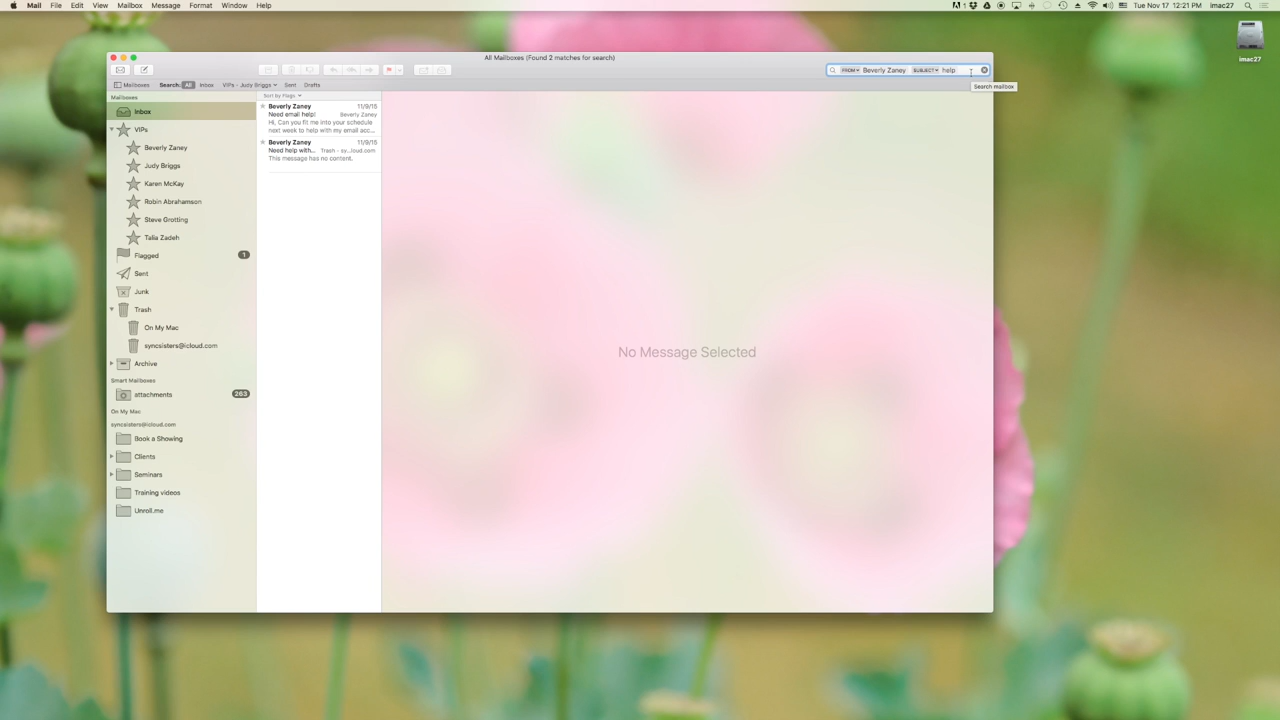 Mail File Edit View Mailbox Message Format Window Help
1 Tue Nov 17 12:21 PM imac27
imac27
All Mailboxes (Found 2 matches for search)
FROM Beverly Zaney SUBJECT help
Search mailbox
Mailboxes Search: All Inbox VIPs - Judy Briggs Sent Drafts
Mailboxes
Inbox
VIPs
Beverly Zaney
Judy Briggs
Karen McKay
Robin Abrahamson
Steve Grotting
Talia Zadeh
Flagged 1
Sent
Junk
Trash
On My Mac
syncsisters@icloud.com
Archive
Smart Mailboxes
attachments 263
On My Mac
syncsisters@icloud.com
Book a Showing
Clients
Seminars
Training videos
Unroll.me
Sort by Flags
Beverly Zaney 11/9/15
Need email help! Beverly Zaney
Hi, Can you fit me into your schedule
next week to help with my email acc...
Beverly Zaney 11/9/15
Need help with... Trash - sy...loud.com
This message has no content.
No Message Selected